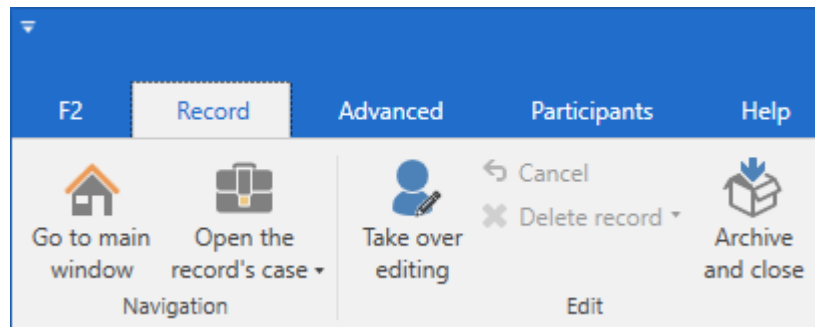 F2 Record Advanced Participants Help
Go to main
window
Open the
record's case
Take over
editing
Cancel
Delete record
Archive
and close
Navigation
Edit